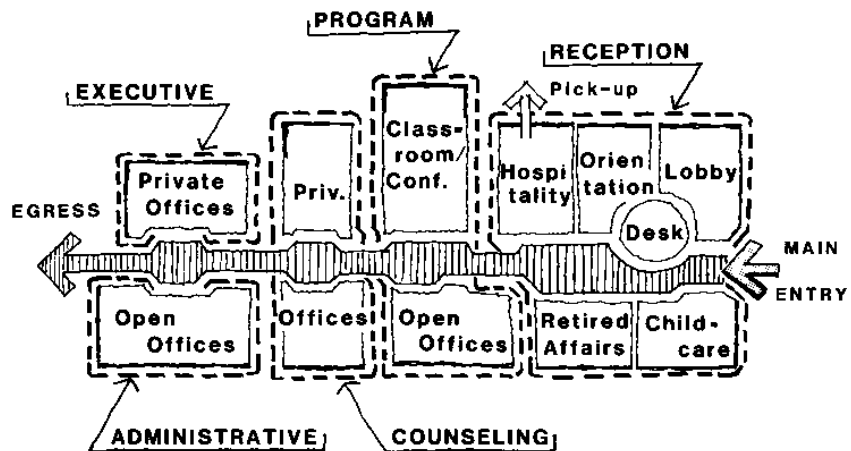 PROGRAM
RECEPTION
EXECUTIVE
Pick-up
Class-
room/
Conf.
Hospi
tality
Orien
tation
Lobby
Private
Offices
Priv.
EGRESS
Desk
MAIN
ENTRY
Open
Offices
Offices
Open
Offices
Retired
Affairs
Child-
care
ADMINISTRATIVE
COUNSELING